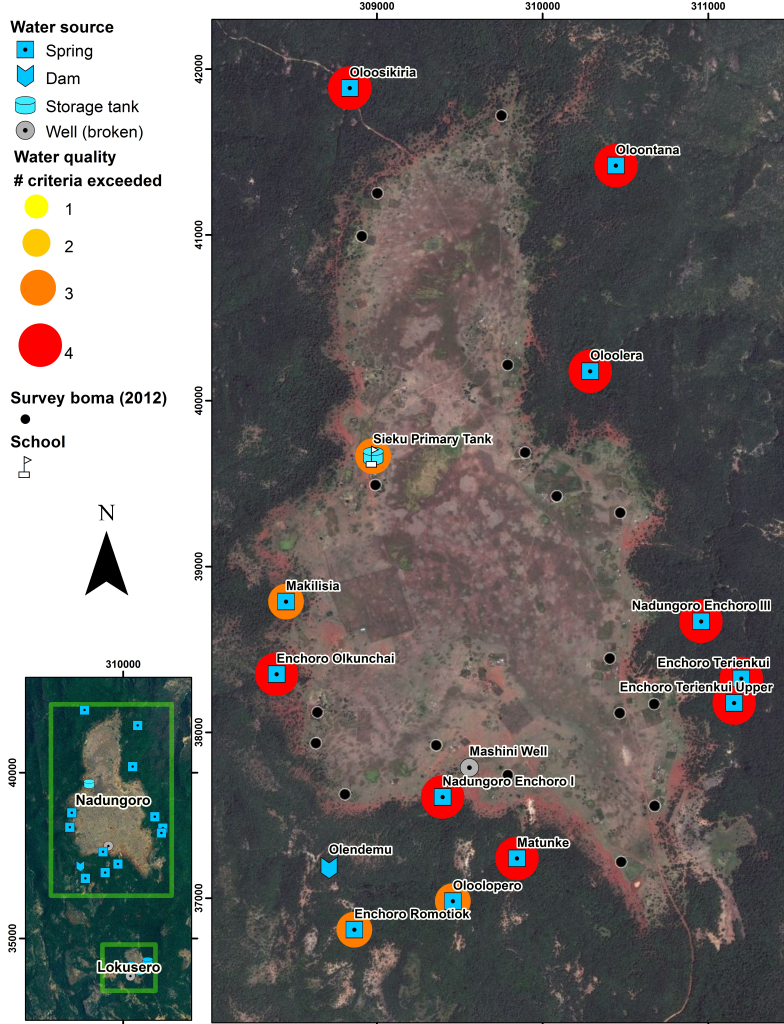 Water source
Spring
Dam
Storage tank
Well (broken)
Water quality
# criteria exceeded
1
2
3
4
Survey boma (2012)
School
N
310000
40000
35000
Nadungoro
Lokusero
309000
310000
311000
42000
41000
40000
39000
38000
37000
Oloosikiria
Oloontana
Oloolera
Sieku Primary Tank
Makilisia
Nadungoro Enchoro III
Enchoro Olkunchai
Enchoro Terienkui
Enchoro Terienkui Upper
Mashini Well
Nadungoro Enchoro I
Matunke
Olendemu
Ololopero
Enchoro Romotiok